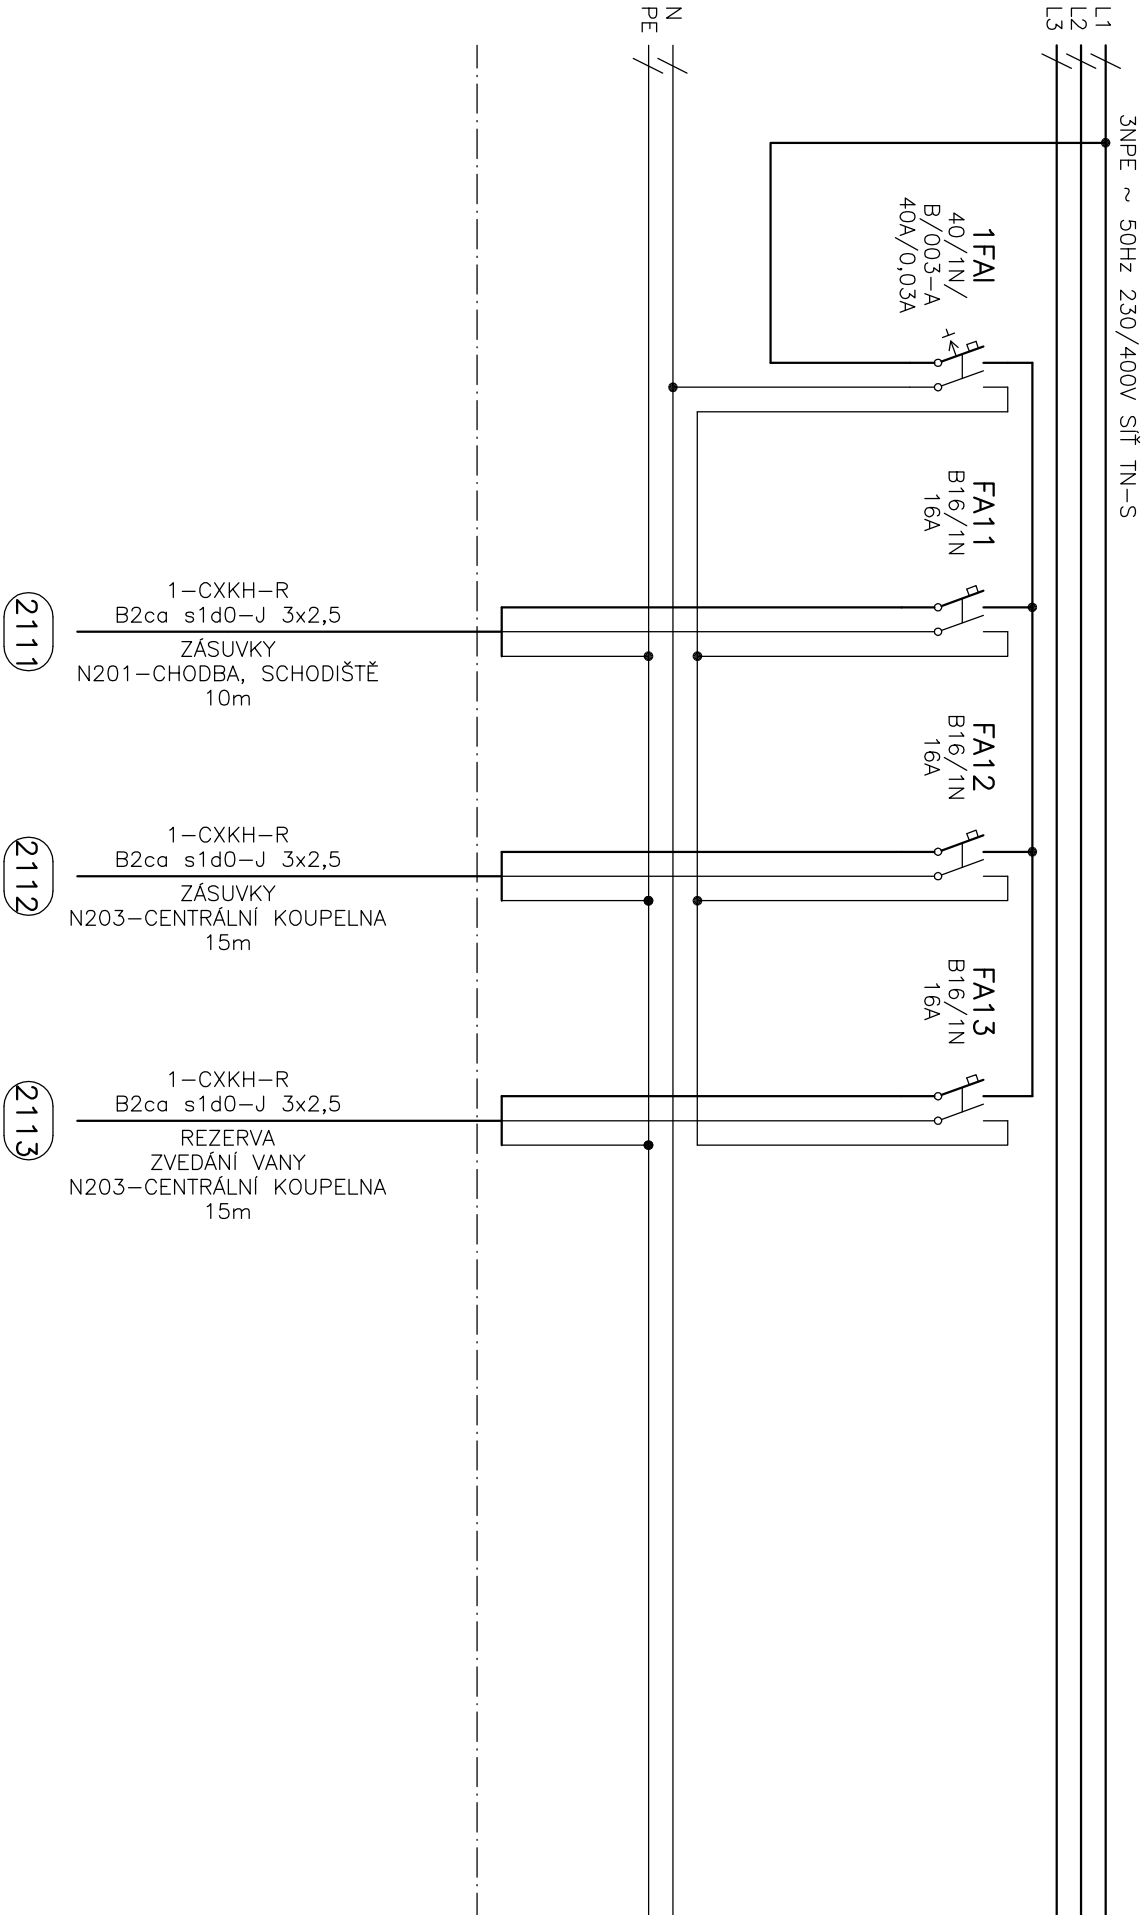 3NPE ~ 50Hz 230/400V SÍŤ TN-S
L1
L2
L3
N
PE
1FAI
40/1N/
B/003-A
40A/0,03A
FA11
B16/1N
16A
FA12
B16/1N
16A
FA13
B16/1N
16A
1-CXKH-R
B2ca s1d0-J 3x2,5
ZÁSUVKY
N201-CHODBA, SCHODIŠTĚ
10m
2111
1-CXKH-R
B2ca s1d0-J 3x2,5
ZÁSUVKY
N203-CENTRÁLNÍ KOUPELNA
15m
2112
1-CXKH-R
B2ca s1d0-J 3x2,5
REZERVA
ZVEDÁNÍ VANY
N203-CENTRÁLNÍ KOUPELNA
15m
2113